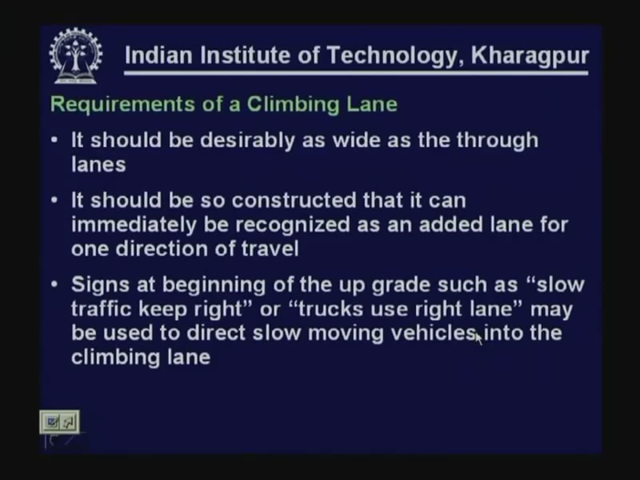 Indian Institute of Technology, Kharagpur
Requirements of a Climbing Lane
• It should be desirably as wide as the through
lanes
• It should be so constructed that it can
immediately be recognized as an added lane for
one direction of travel
• Signs at beginning of the up grade such as “slow
traffic keep right” or “trucks use right lane” may
be used to direct slow moving vehicles into the
climbing lane